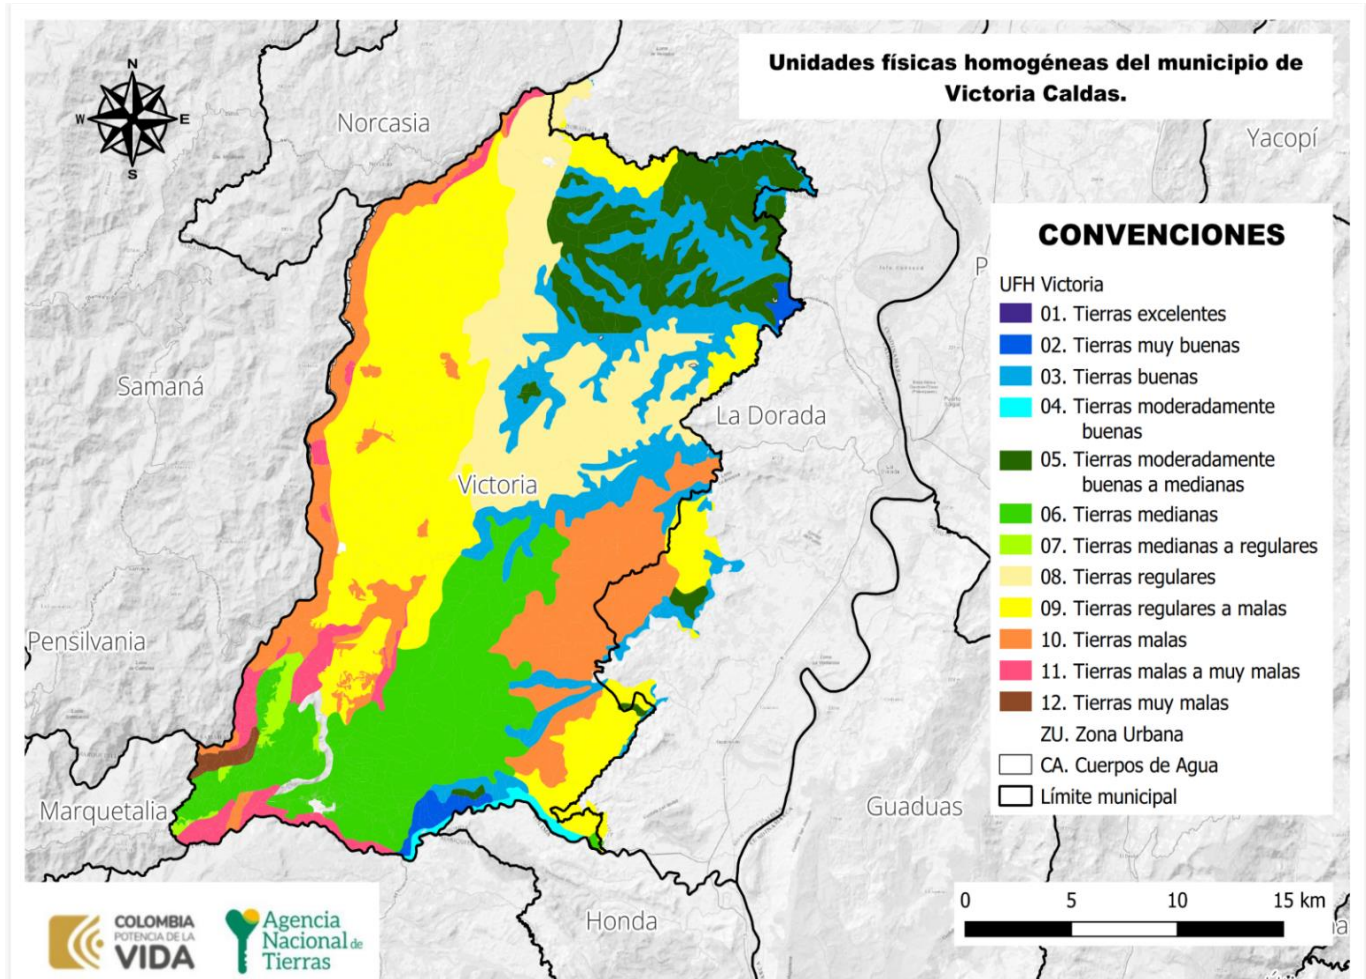 Unidades físicas homogéneas del municipio de
Victoria Caldas.
N
W
E
S
Norcasia
Yacopí
P
CONVENCIONES
UFH Victoria
01. Tierras excelentes
02. Tierras muy buenas
03. Tierras buenas
04. Tierras moderadamente
buenas
05. Tierras moderadamente
buenas a medianas
06. Tierras medianas
07. Tierras medianas a regulares
08. Tierras regulares
09. Tierras regulares a malas
10. Tierras malas
11. Tierras malas a muy malas
12. Tierras muy malas
ZU. Zona Urbana
CA. Cuerpos de Agua
Límite municipal
Samaná
La Dorada
Victoria
Pensilvania
Marquetalia
Guaduas
Honda
0 5 10 15 km
COLOMBIA
POTENCIA DE LA
VIDA
Agencia
Nacional de
Tierras